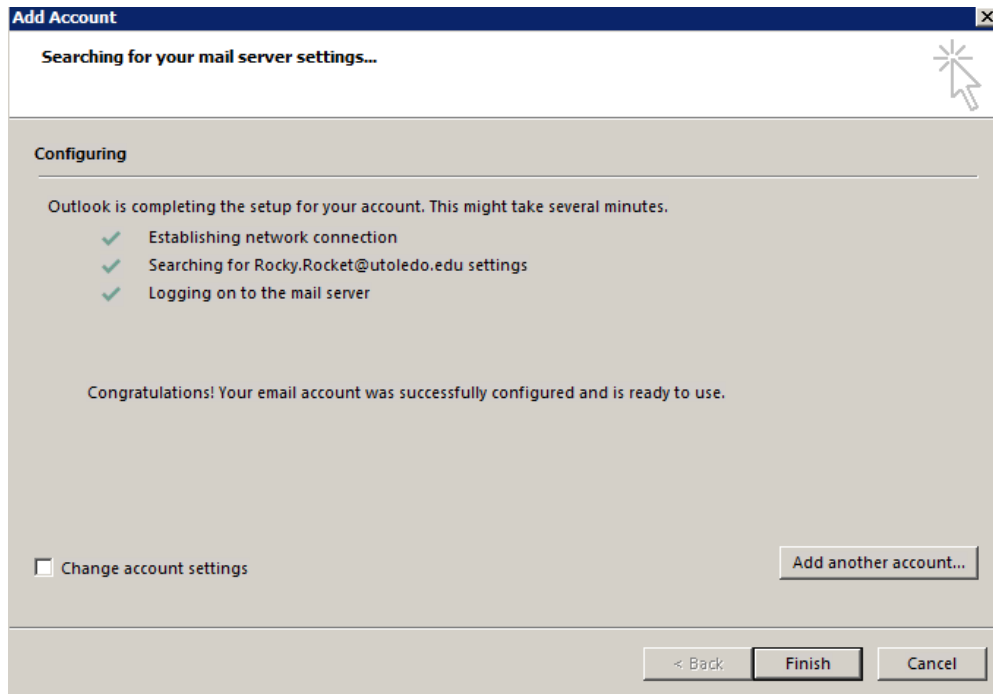 Add Account
Searching for your mail server settings...
Configuring
Outlook is completing the setup for your account. This might take several minutes.
Establishing network connection
Searching for Rocky.Rocket@utoledo.edu settings
Logging on to the mail server
Congratulations! Your email account was successfully configured and is ready to use.
Change account settings
Add another account...
< Back
Finish
Cancel